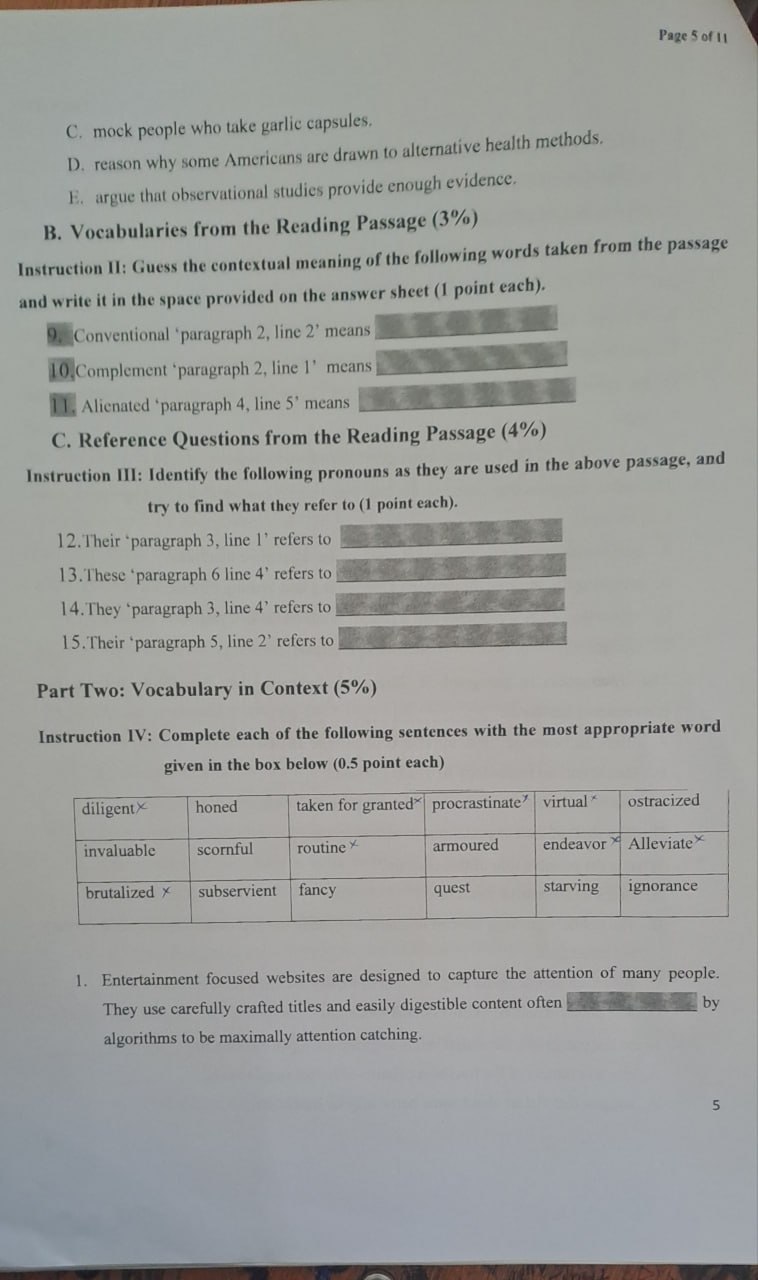 Page 5 of 11
C. mock people who take garlic capsules.
D. reason why some Americans are drawn to alternative health methods.
E. argue that observational studies provide enough evidence.
B. Vocabularies from the Reading Passage (3%)
Instruction II: Guess the contextual meaning of the following words taken from the passage
and write it in the space provided on the answer sheet (1 point each).
9. Conventional ‘paragraph 2, line 2’ means
10.Complement ‘paragraph 2, line 1’ means
11. Alienated ‘paragraph 4, line 5’ means
C. Reference Questions from the Reading Passage (4%)
Instruction III: Identify the following pronouns as they are used in the above passage, and
try to find what they refer to (1 point each).
12.Their ‘paragraph 3, line 1’ refers to
13.These ‘paragraph 6 line 4’ refers to
14.They ‘paragraph 3, line 4’ refers to
15.Their ‘paragraph 5, line 2’ refers to
Part Two: Vocabulary in Context (5%)
Instruction IV: Complete each of the following sentences with the most appropriate word
given in the box below (0.5 point each)
diligent honed taken for granted procrastinate virtual ostracized
invaluable scornful routine armoured endeavor Alleviate
brutalized subservient fancy quest starving ignorance
1. Entertainment focused websites are designed to capture the attention of many people.
They use carefully crafted titles and easily digestible content often by
algorithms to be maximally attention catching.
5